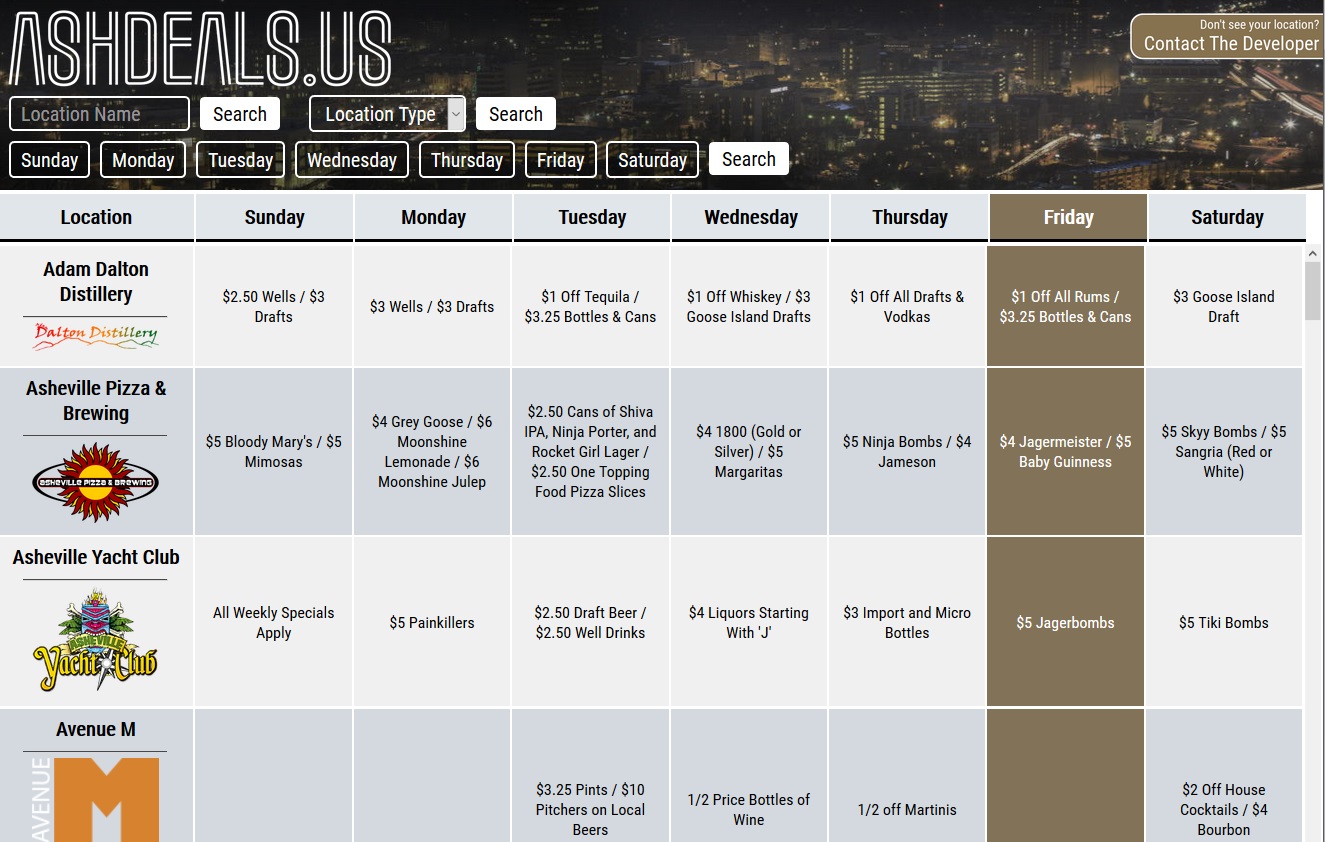 ASHDEALS.US
Don't see your location?
Contact The Developer
Location Name
Search
Location Type
Search
Sunday
Monday
Tuesday
Wednesday
Thursday
Friday
Saturday
Search
Location
Sunday
Monday
Tuesday
Wednesday
Thursday
Friday
Saturday
Adam Dalton
Distillery
Dalton Distillery
$2.50 Wells / $3
Drafts
$3 Wells / $3 Drafts
$1 Off Tequila /
$3.25 Bottles & Cans
$1 Off Whiskey / $3
Goose Island Drafts
$1 Off All Drafts &
Vodkas
$1 Off All Rums /
$3.25 Bottles & Cans
$3 Goose Island
Draft
Asheville Pizza &
Brewing
ASHEVILLE PIZZA & BREWING
$5 Bloody Mary's / $5
Mimosas
$4 Grey Goose / $6
Moonshine
Lemonade / $6
Moonshine Julep
$2.50 Cans of Shiva
IPA, Ninja Porter, and
Rocket Girl Lager /
$2.50 One Topping
Food Pizza Slices
$4 1800 (Gold or
Silver) / $5
Margaritas
$5 Ninja Bombs / $4
Jameson
$4 Jagermeister / $5
Baby Guinness
$5 Skyy Bombs / $5
Sangria (Red or
White)
Asheville Yacht Club
ASHEVILLE
Yacht Club
All Weekly Specials
Apply
$5 Painkillers
$2.50 Draft Beer /
$2.50 Well Drinks
$4 Liquors Starting
With 'J'
$3 Import and Micro
Bottles
$5 Jagerbombs
$5 Tiki Bombs
Avenue M
AVENUE
M
$3.25 Pints / $10
Pitchers on Local
Beers
1/2 Price Bottles of
Wine
1/2 off Martinis
$2 Off House
Cocktails / $4
Bourbon